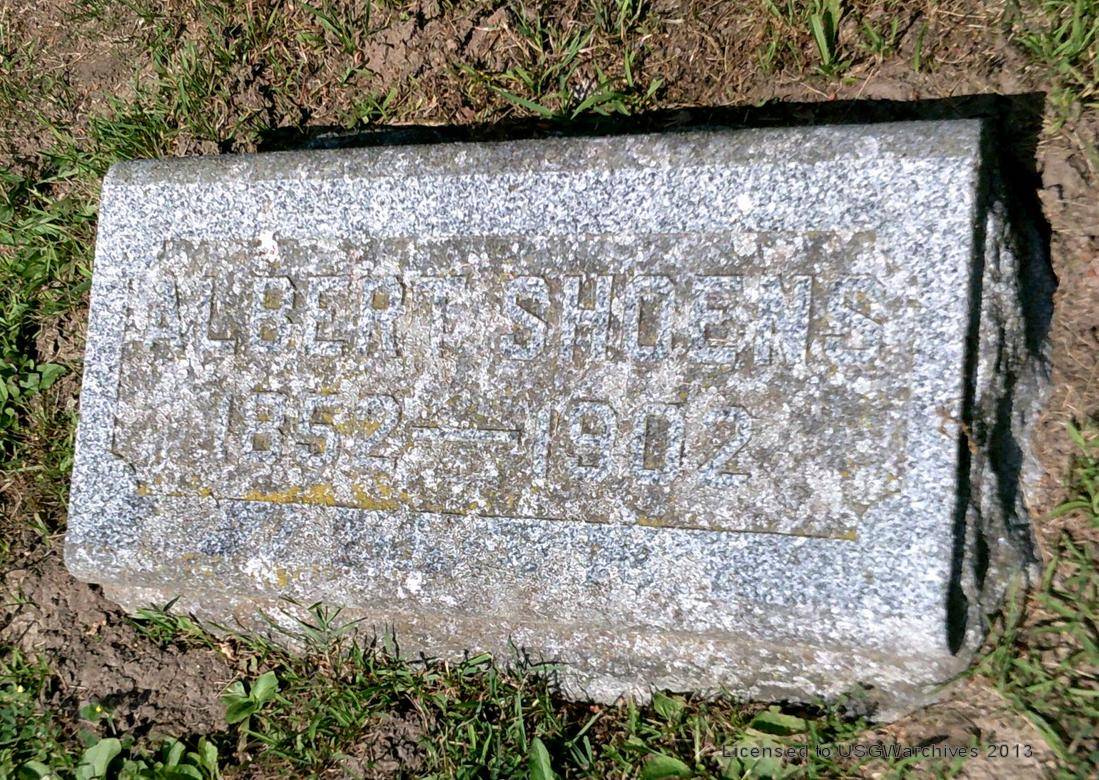 ALBERT SHOENS
1852—1902
Licensed to USGWarchives 2013